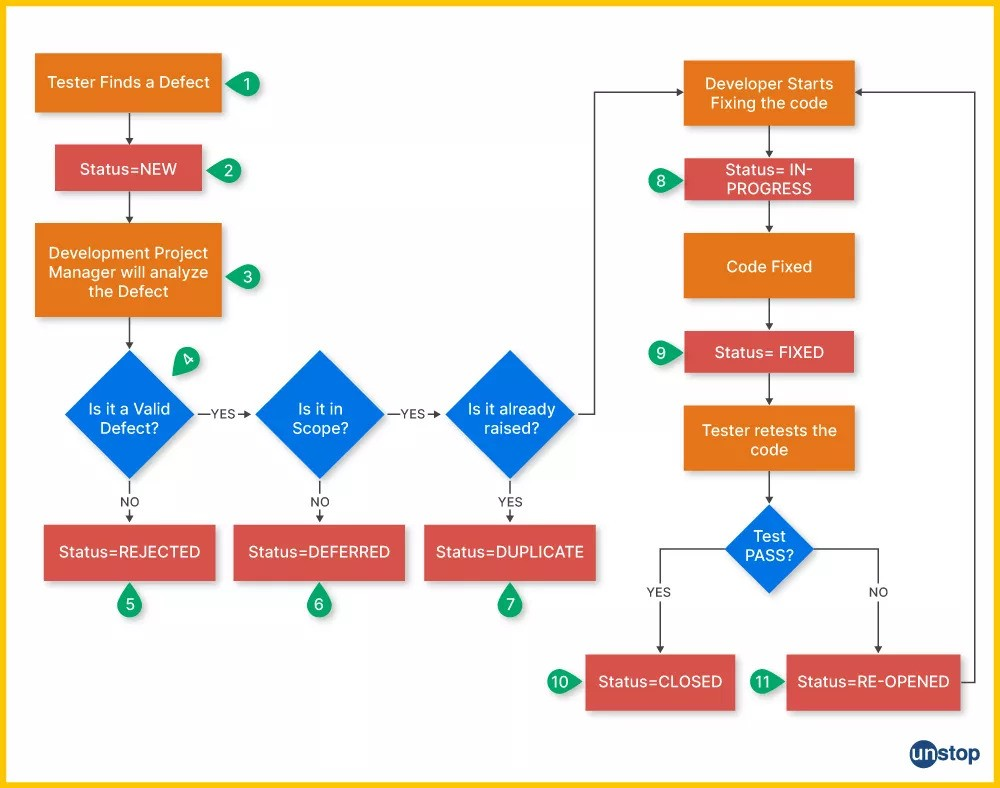 Tester Finds a Defect
1
Status=NEW
2
Development Project
Manager will analyze
the Defect
3
4
Is it a Valid
Defect?
YES
Is it in
Scope?
YES
Is it already
raised?
NO
NO
YES
Status=REJECTED
Status=DEFERRED
Status=DUPLICATE
5
6
7
Developer Starts
Fixing the code
8
Status= IN-
PROGRESS
Code Fixed
9
Status= FIXED
Tester retests the
code
Test
PASS?
YES
NO
10
Status=CLOSED
11
Status=RE-OPENED
unstop